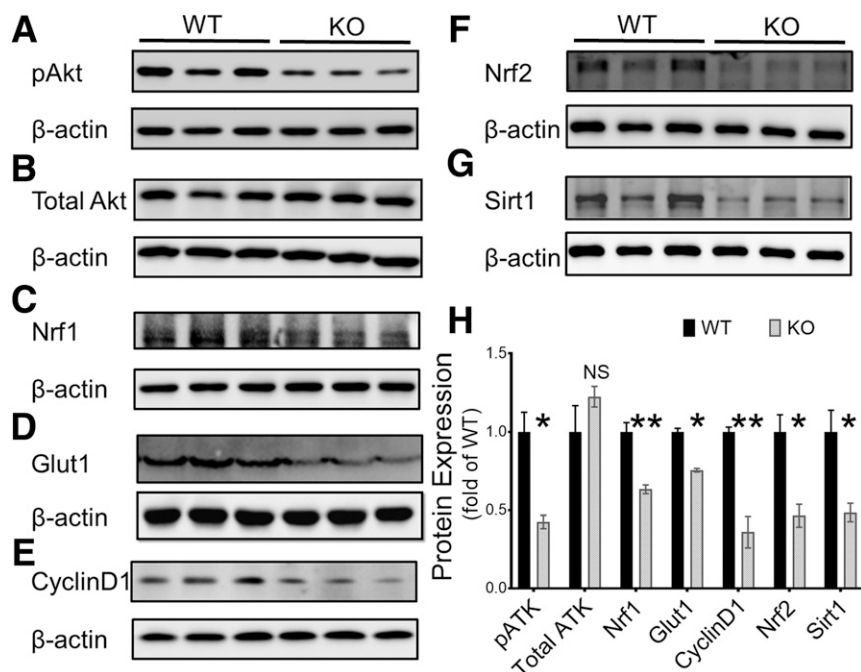 A
WT
KO
pAkt
β-actin
B
Total Akt
β-actin
C
Nrf1
β-actin
D
Glut1
β-actin
E
CyclinD1
β-actin
F
WT
KO
Nrf2
β-actin
G
Sirt1
β-actin
H
WT
KO
Protein Expression
(fold of WT)
1.5
1.0
0.5
0.0
*
NS
**
*
**
*
*
pATK
Total ATK
Nrf1
Glut1
CyclinD1
Nrf2
Sirt1